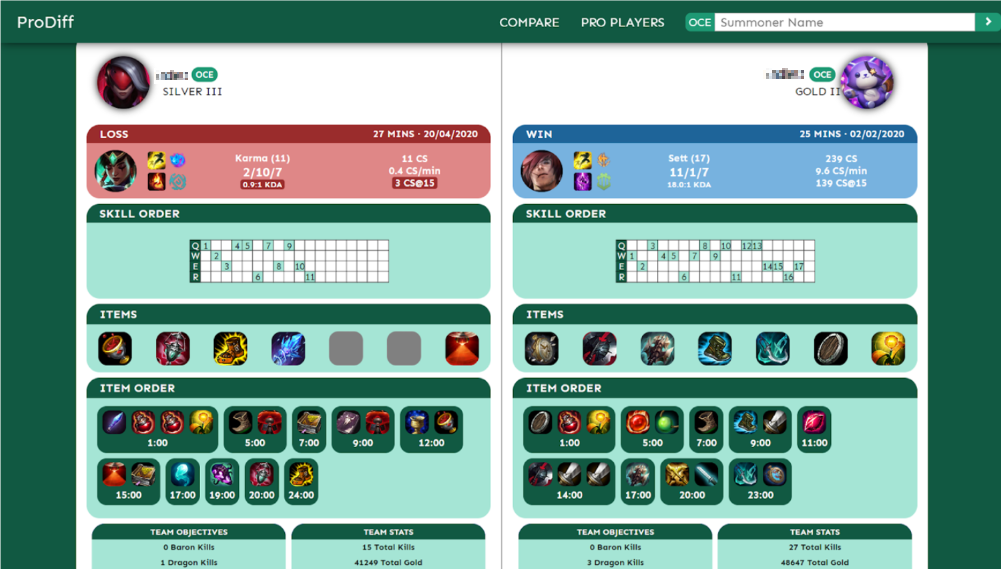 ProDiff
COMPARE PRO PLAYERS OCE Summoner Name
OCE
SILVER III
LOSS 27 MINS · 20/04/2020
Karma (11) 11 CS
2/10/7 0.4 CS/min
0.9:1 KDA 3 CS@15
SKILL ORDER
Q 1 4 5 7 9
W 2
E 3 8 10
R 6 11
ITEMS
ITEM ORDER
1:00 5:00 7:00 9:00 12:00
15:00 17:00 19:00 20:00 24:00
TEAM OBJECTIVES TEAM STATS
0 Baron Kills 15 Total Kills
1 Dragon Kills 41249 Total Gold
OCE
GOLD II
WIN 25 MINS · 02/02/2020
Sett (17) 239 CS
11/1/7 9.6 CS/min
18.0:1 KDA 139 CS@15
SKILL ORDER
Q 3 8 10 12 13
W 1 4 5 7 9
E 2 14 15 17
R 6 11 16
ITEMS
ITEM ORDER
1:00 5:00 7:00 9:00 11:00
14:00 17:00 20:00 23:00
TEAM OBJECTIVES TEAM STATS
0 Baron Kills 27 Total Kills
3 Dragon Kills 48647 Total Gold